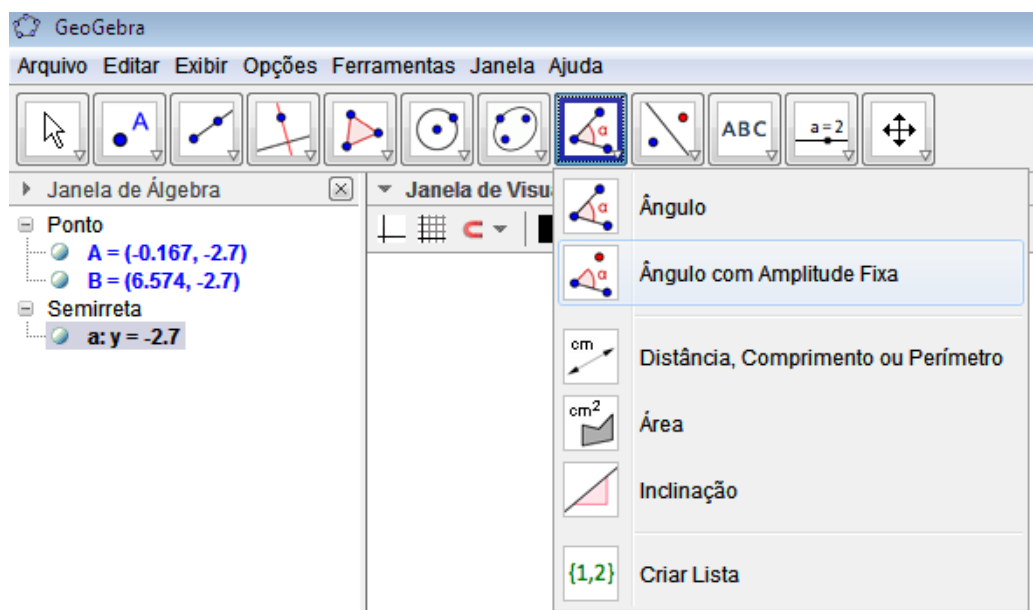 GeoGebra
Arquivo Editar Exibir Opções Ferramentas Janela Ajuda
A α ABC a=2
Janela de Álgebra
Ponto
A = (-0.167, -2.7)
B = (6.574, -2.7)
Semirreta
a: y = -2.7
Janela de Visu
α Ângulo
α Ângulo com Amplitude Fixa
cm Distância, Comprimento ou Perímetro
cm² Área
Inclinação
{1,2} Criar Lista